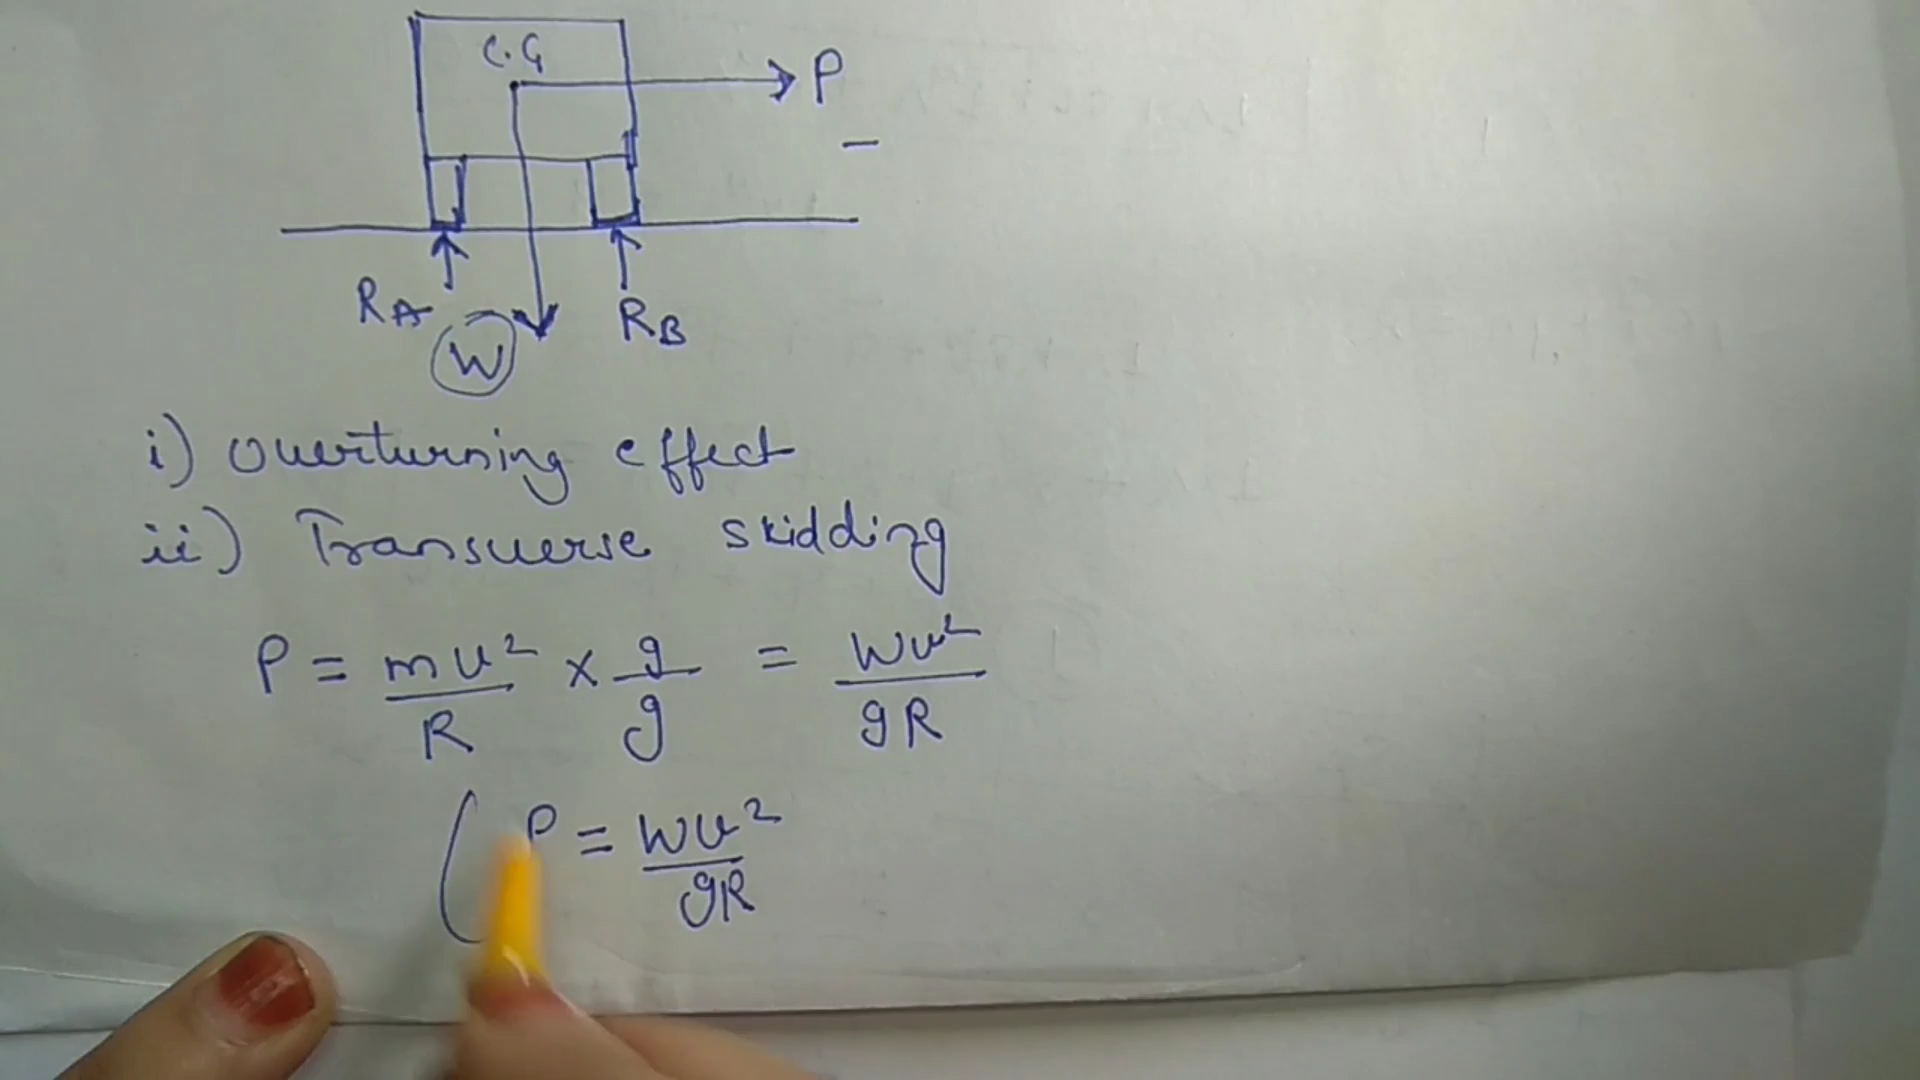 C.G
P
RA
W
RB
i) overturning effect
ii) Transverse skidding
P = mv²/R × g/g = Wv²/gR
P = Wv²/gR